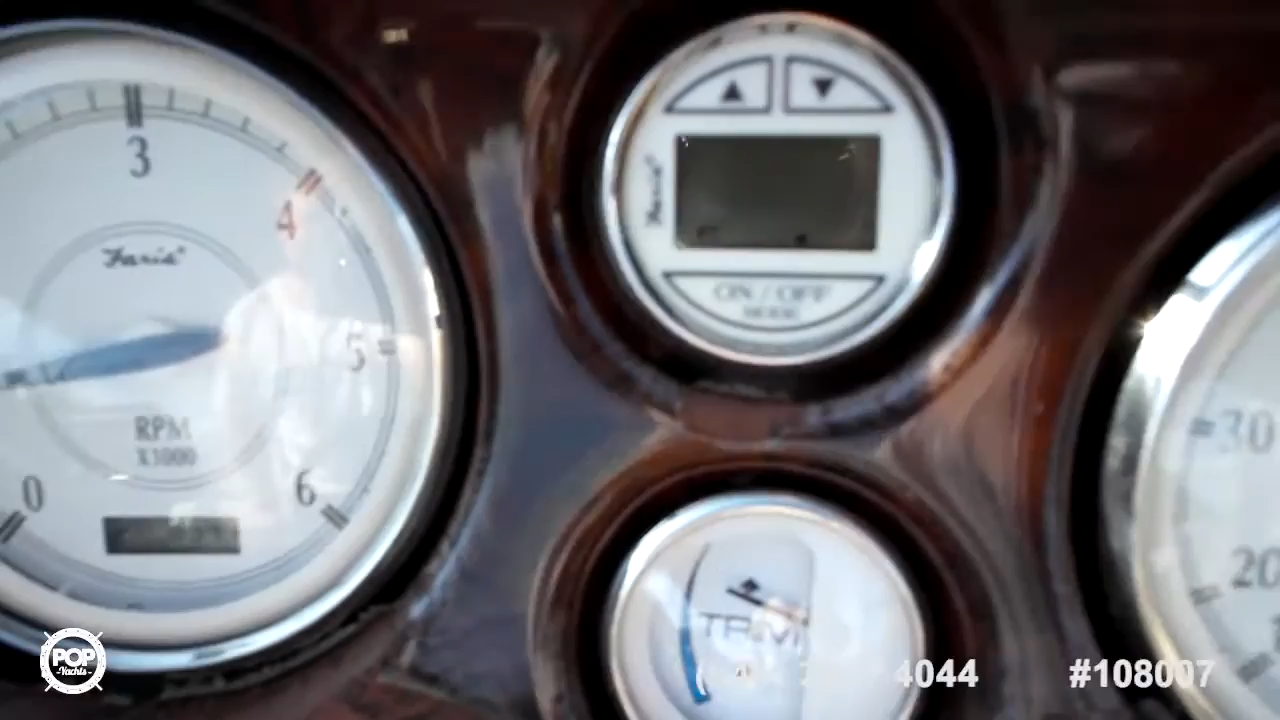 3
4
5
6
0
Faria®
RPM
X1000
Faria®
ON / OFF
MODE
TRIM
30
20
POP
-Yachts-
4044
#108007